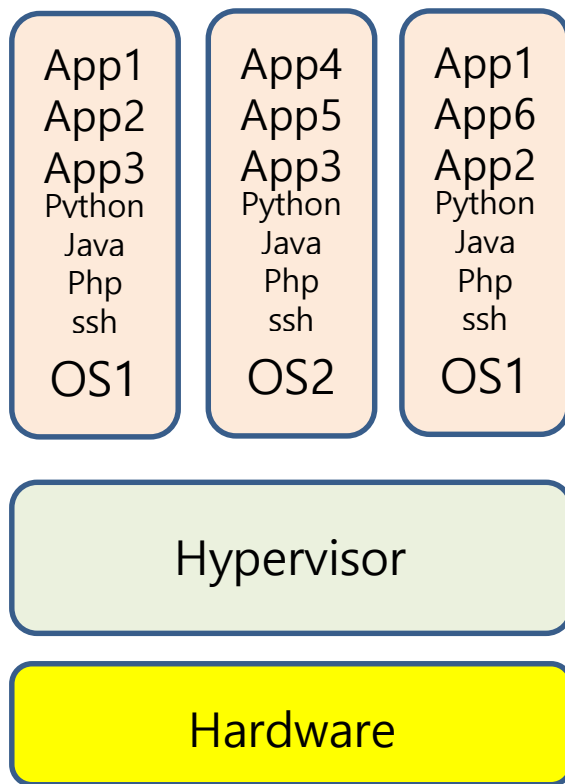 App1
App2
App3
Python
Java
Php
ssh
OS1
App4
App5
App3
Python
Java
Php
ssh
OS2
App1
App6
App2
Python
Java
Php
ssh
OS1
Hypervisor
Hardware